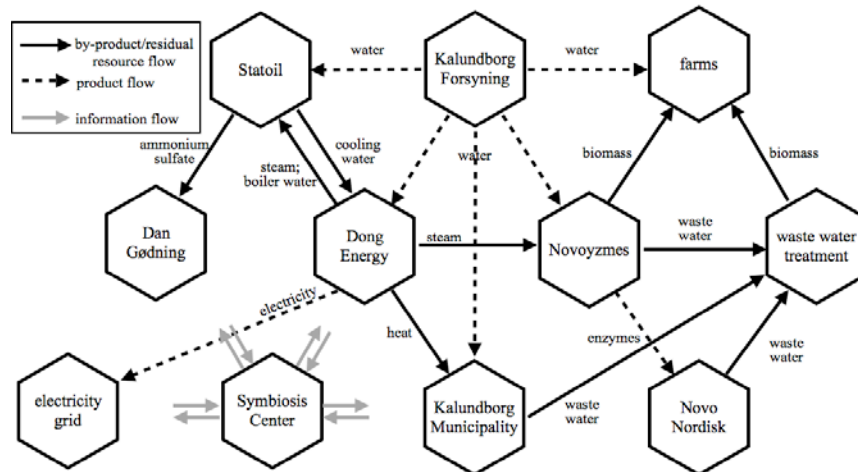 by-product/residual
resource flow
product flow
information flow
Statoil
water
Kalundborg
Forsyning
water
farms
ammonium
sulfate
steam;
boiler water
cooling
water
water
biomass
biomass
Dan
Gødning
Dong
Energy
steam
Novoyzmes
waste
water
waste water
treatment
electricity
heat
enzymes
waste
water
electricity
grid
Symbiosis
Center
Kalundborg
Municipality
waste
water
Novo
Nordisk